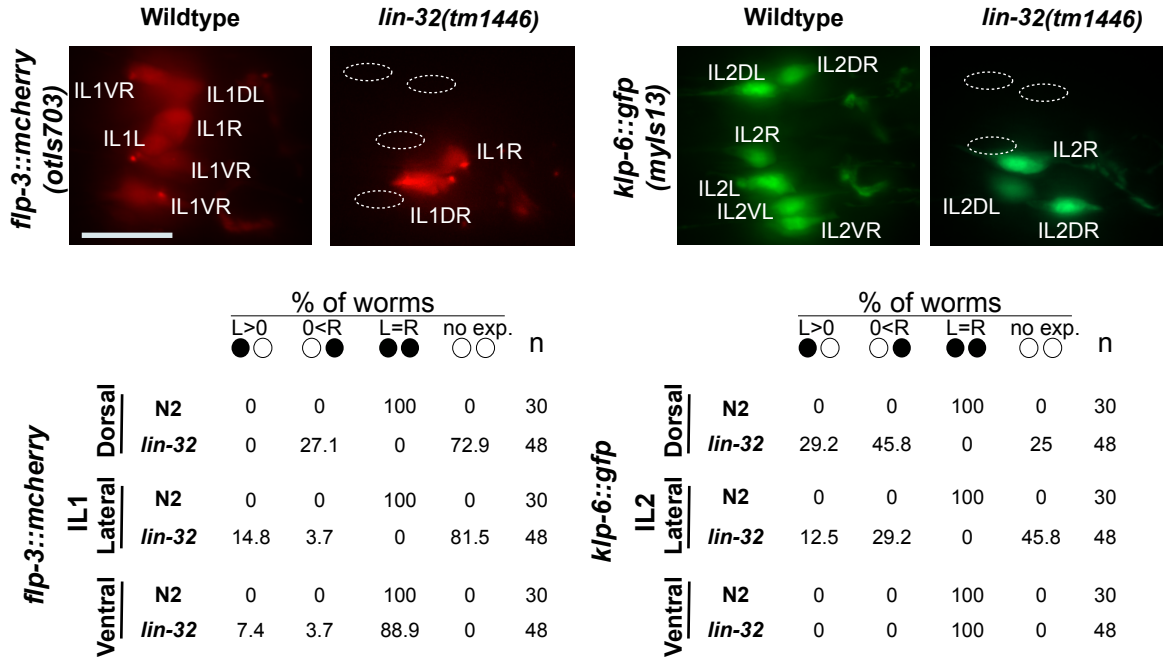 Wildtype
lin-32(tm1446)
Wildtype
lin-32(tm1446)
flp-3::mcherry
(otIs703)
IL1VR
IL1DL
IL1L
IL1R
IL1VR
IL1VR
IL1R
IL1DR
klp-6::gfp
(myIs13)
IL2DL
IL2DR
IL2R
IL2L
IL2VL
IL2VR
IL2R
IL2DL
IL2DR
% of worms
L>0 0<R L=R no exp. n
flp-3::mcherry
IL1
Dorsal
N2 0 0 100 0 30
lin-32 0 27.1 0 72.9 48
Lateral
N2 0 0 100 0 30
lin-32 14.8 3.7 0 81.5 48
Ventral
N2 0 0 100 0 30
lin-32 7.4 3.7 88.9 0 48
% of worms
L>0 0<R L=R no exp. n
klp-6::gfp
IL2
Dorsal
N2 0 0 100 0 30
lin-32 29.2 45.8 0 25 48
Lateral
N2 0 0 100 0 30
lin-32 12.5 29.2 0 45.8 48
Ventral
N2 0 0 100 0 30
lin-32 0 0 100 0 48